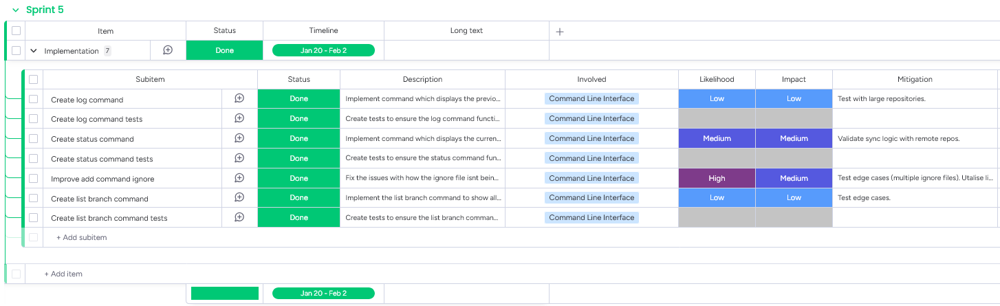 Sprint 5
Item Status Timeline Long text
Implementation 7 Done Jan 20 - Feb 2
Subitem Status Description Involved Likelihood Impact Mitigation
Create log command Done Implement command which displays the previo... Command Line Interface Low Low Test with large repositories.
Create log command tests Done Create tests to ensure the log command functi... Command Line Interface
Create status command Done Implement command which displays the curren... Command Line Interface Medium Medium Validate sync logic with remote repos.
Create status command tests Done Create tests to ensure the status command fun... Command Line Interface
Improve add command ignore Done Fix the issues with how the ignore file isnt bein... Command Line Interface High Medium Test edge cases (multiple ignore files). Utalise li...
Create list branch command Done Implement the list branch command to show all... Command Line Interface Low Low Test edge cases.
Create list branch command tests Done Create tests to ensure the list branch comman... Command Line Interface
+ Add subitem
+ Add item
Jan 20 - Feb 2